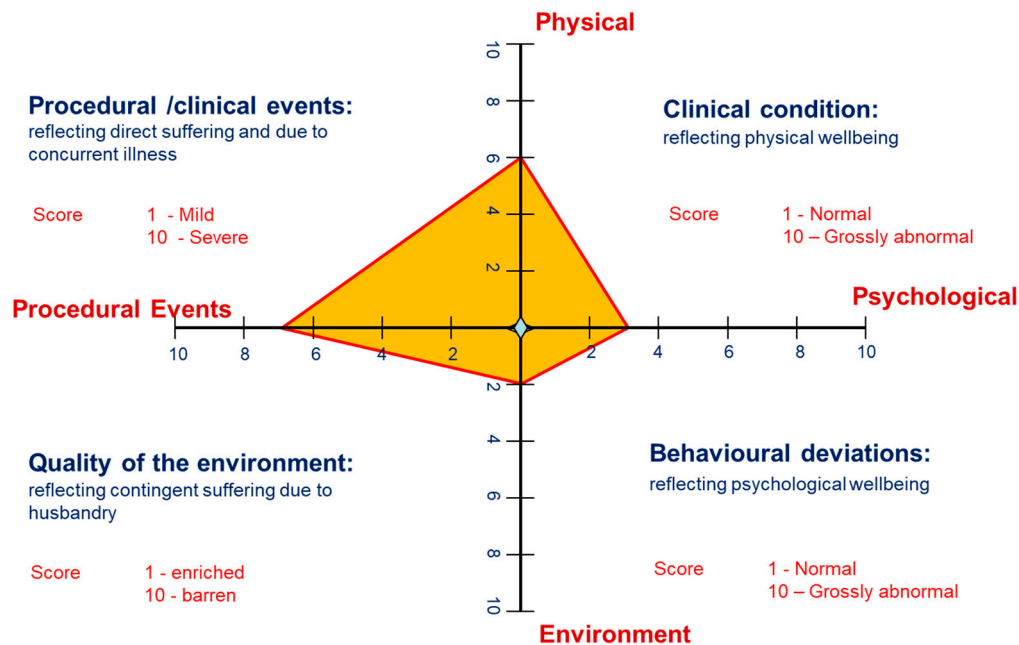 Physical
Procedural /clinical events:
reflecting direct suffering and due to
concurrent illness
Score 1 - Mild
10 - Severe
Clinical condition:
reflecting physical wellbeing
Score 1 - Normal
10 – Grossly abnormal
10
8
6
4
2
Procedural Events
Psychological
10 8 6 4 2 2 4 6 8 10
2
4
6
8
10
Quality of the environment:
reflecting contingent suffering due to
husbandry
Score 1 - enriched
10 - barren
Behavioural deviations:
reflecting psychological wellbeing
Score 1 - Normal
10 – Grossly abnormal
Environment